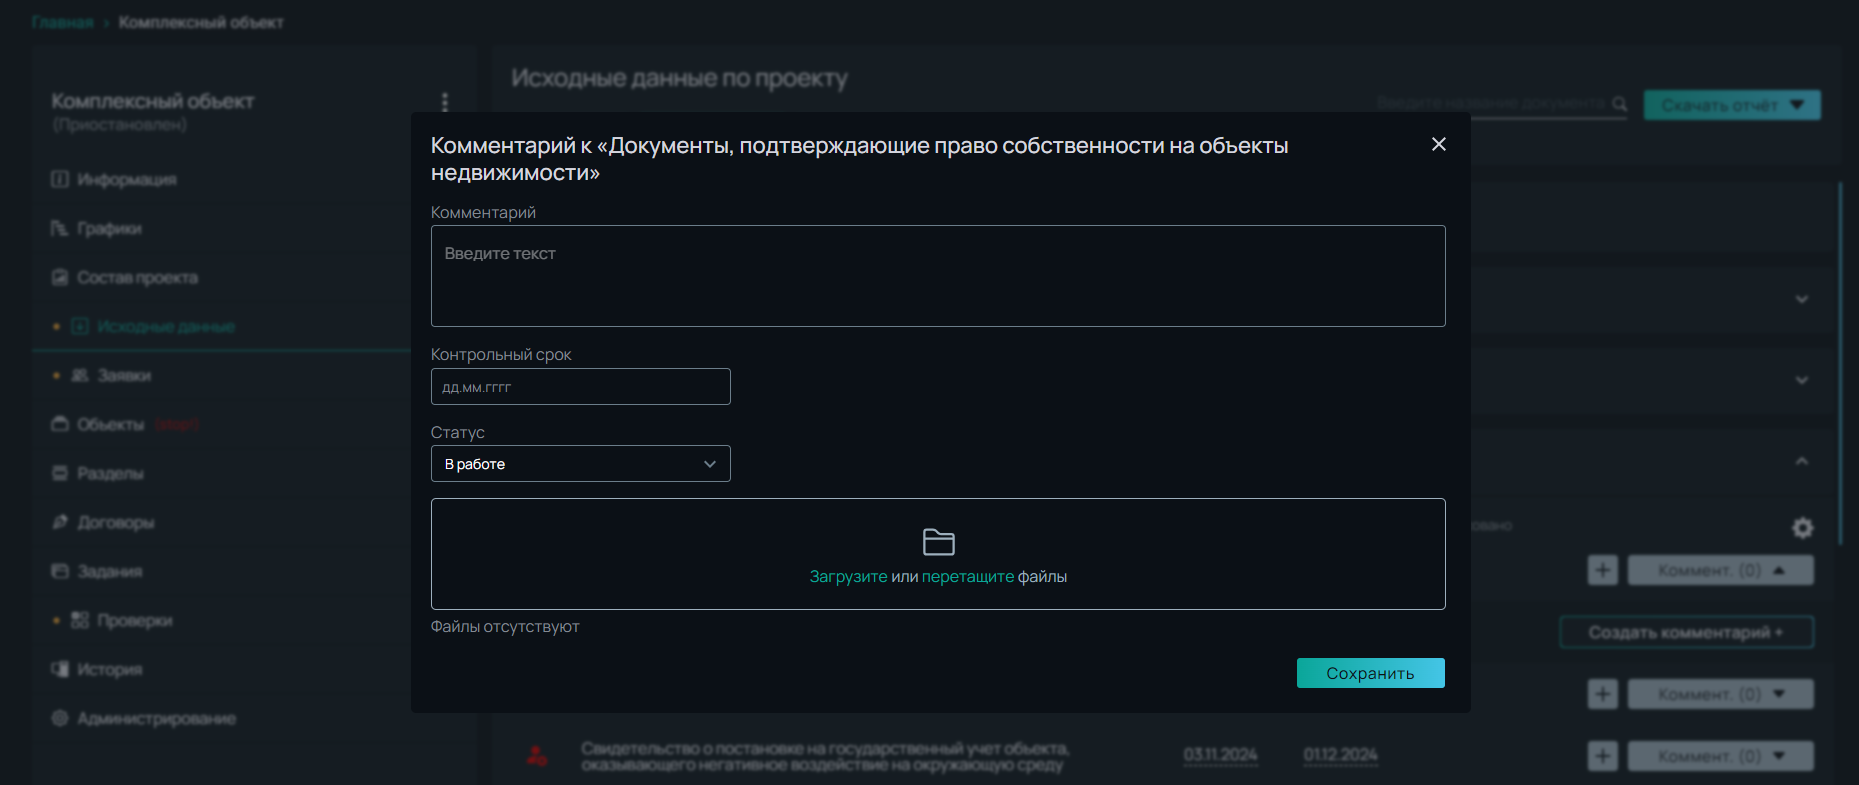 Главная › Комплексный объект
Комплексный объект
(Приостановлен)
Информация
Графики
Состав проекта
Исходные данные
Заявки
Объекты (stop!)
Разделы
Договоры
Задания
Проверки
История
Администрирование
Исходные данные по проекту
Введите название документа
Скачать отчёт
Комментарий к «Документы, подтверждающие право собственности на объекты
недвижимости»
Комментарий
Введите текст
Контрольный срок
дд.мм.гггг
Статус
В работе
Загрузите или перетащите файлы
Файлы отсутствуют
Сохранить
Коммент. (0)
Создать комментарий +
Коммент. (0)
Свидетельство о постановке на государственный учет объекта,
оказывающего негативное воздействие на окружающую среду
03.11.2024
01.12.2024
Коммент. (0)